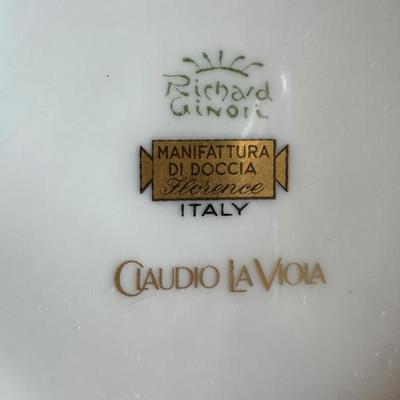 Richard
Ginori
MANIFATTURA
DI DOCCIA
Florence
ITALY
CLAUDIO LA VIOLA